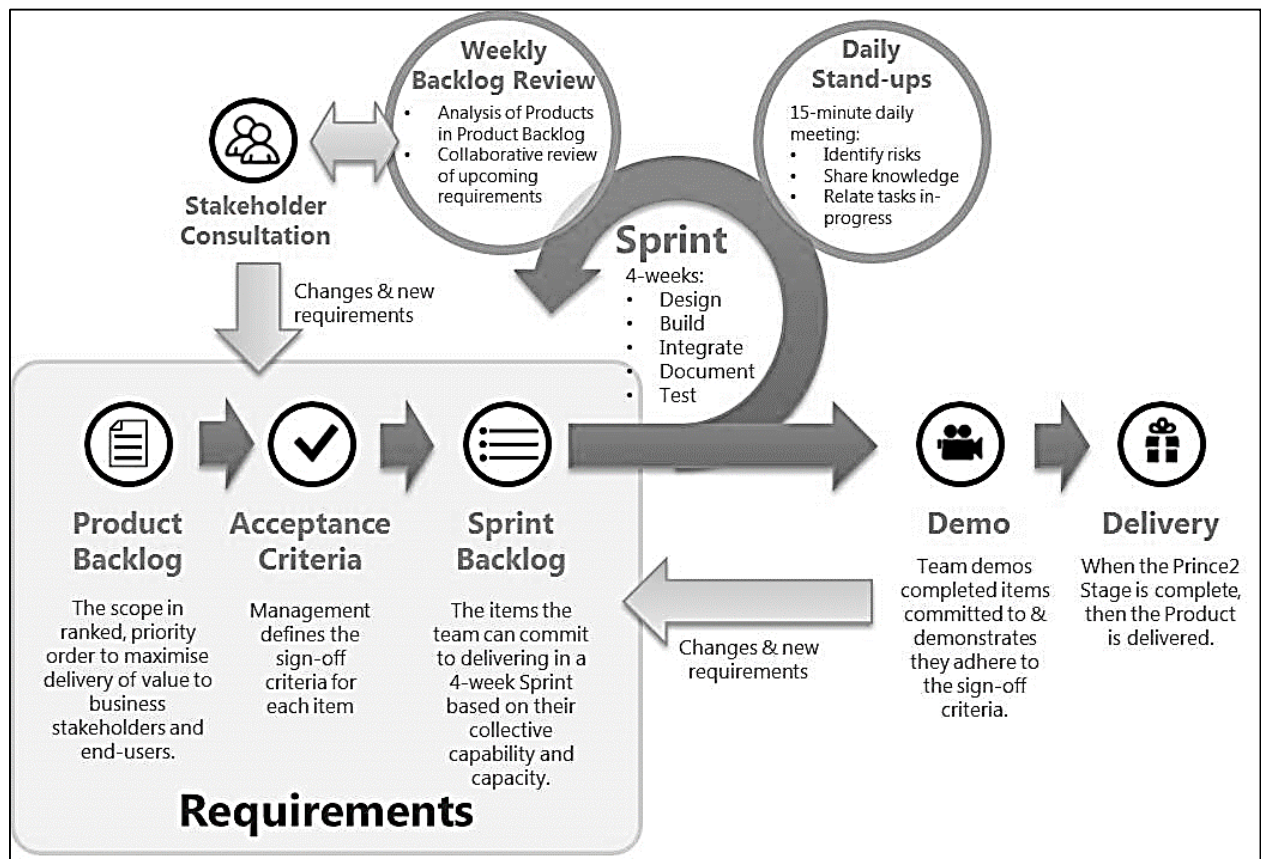 Weekly
Backlog Review
• Analysis of Products
in Product Backlog
• Collaborative review
of upcoming
requirements
Daily
Stand-ups
15-minute daily
meeting:
• Identify risks
• Share knowledge
• Relate tasks in-
progress
Stakeholder
Consultation
Changes & new
requirements
Sprint
4-weeks:
• Design
• Build
• Integrate
• Document
• Test
Product
Backlog
The scope in
ranked, priority
order to maximise
delivery of value to
business
stakeholders and
end-users.
Acceptance
Criteria
Management
defines the
sign-off
criteria for
each item
Sprint
Backlog
The items the
team can commit
to delivering in a
4-week Sprint
based on their
collective
capability and
capacity.
Requirements
Changes & new
requirements
Demo
Team demos
completed items
committed to &
demonstrates
they adhere to
the sign-off
criteria.
Delivery
When the Prince2
Stage is complete,
then the Product
is delivered.